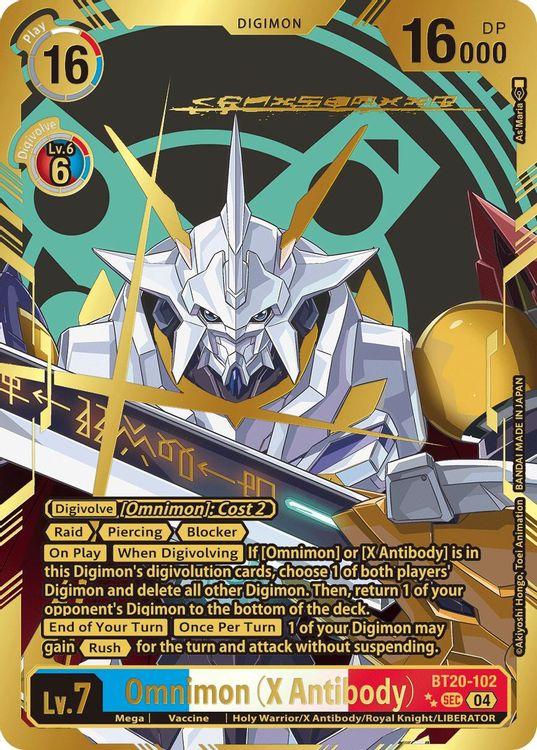 DIGIMON
Play
16
DP
16000
Digivolve
Lv.6
6
As'Maria
Digivolve [Omnimon]: Cost 2
Raid Piercing Blocker
On Play When Digivolving If [Omnimon] or [X Antibody] is in
this Digimon's digivolution cards, choose 1 of both players'
Digimon and delete all other Digimon. Then, return 1 of your
opponent's Digimon to the bottom of the deck.
End of Your Turn Once Per Turn 1 of your Digimon may
gain Rush for the turn and attack without suspending.
©Akiyoshi Hongo, Toei Animation BANDAI MADE IN JAPAN
Lv.7
Omnimon (X Antibody)
BT20-102
SEC 04
Mega | Vaccine | Holy Warrior/X Antibody/Royal Knight/LIBERATOR